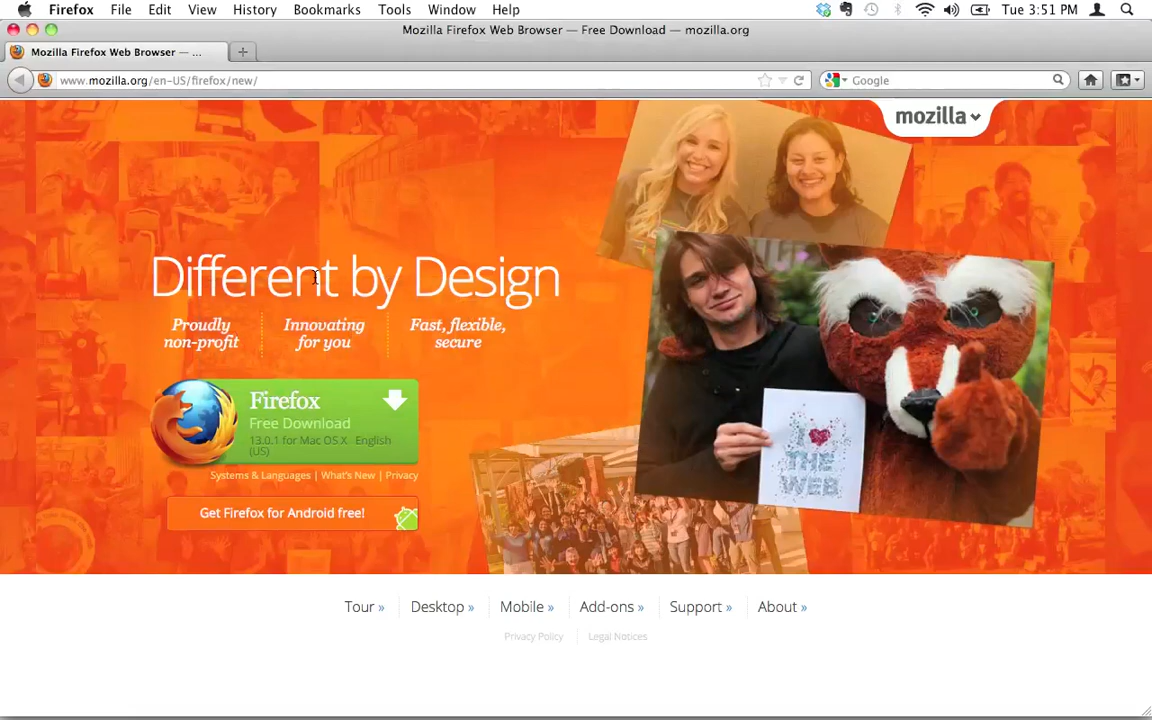 Firefox File Edit View History Bookmarks Tools Window Help Tue 3:51 PM
Mozilla Firefox Web Browser — Free Download — mozilla.org
Mozilla Firefox Web Browser — ...
www.mozilla.org/en-US/firefox/new/
Google
mozilla
Different by Design
Proudly non-profit
Innovating for you
Fast, flexible, secure
Firefox
Free Download
13.0.1 for Mac OS X English
(US)
Systems & Languages | What's New | Privacy
Get Firefox for Android free!
I
THE
WEB
Tour » Desktop » Mobile » Add-ons » Support » About »
Privacy Policy Legal Notices